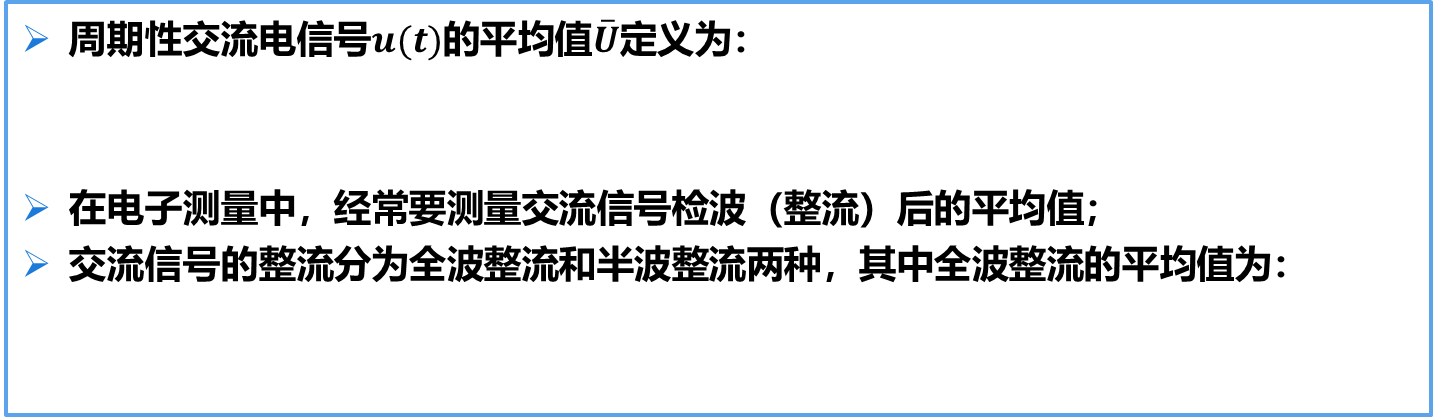 ➢ 周期性交流电信号u(t)的平均值Ū定义为：
➢ 在电子测量中，经常要测量交流信号检波（整流）后的平均值；
➢ 交流信号的整流分为全波整流和半波整流两种，其中全波整流的平均值为：